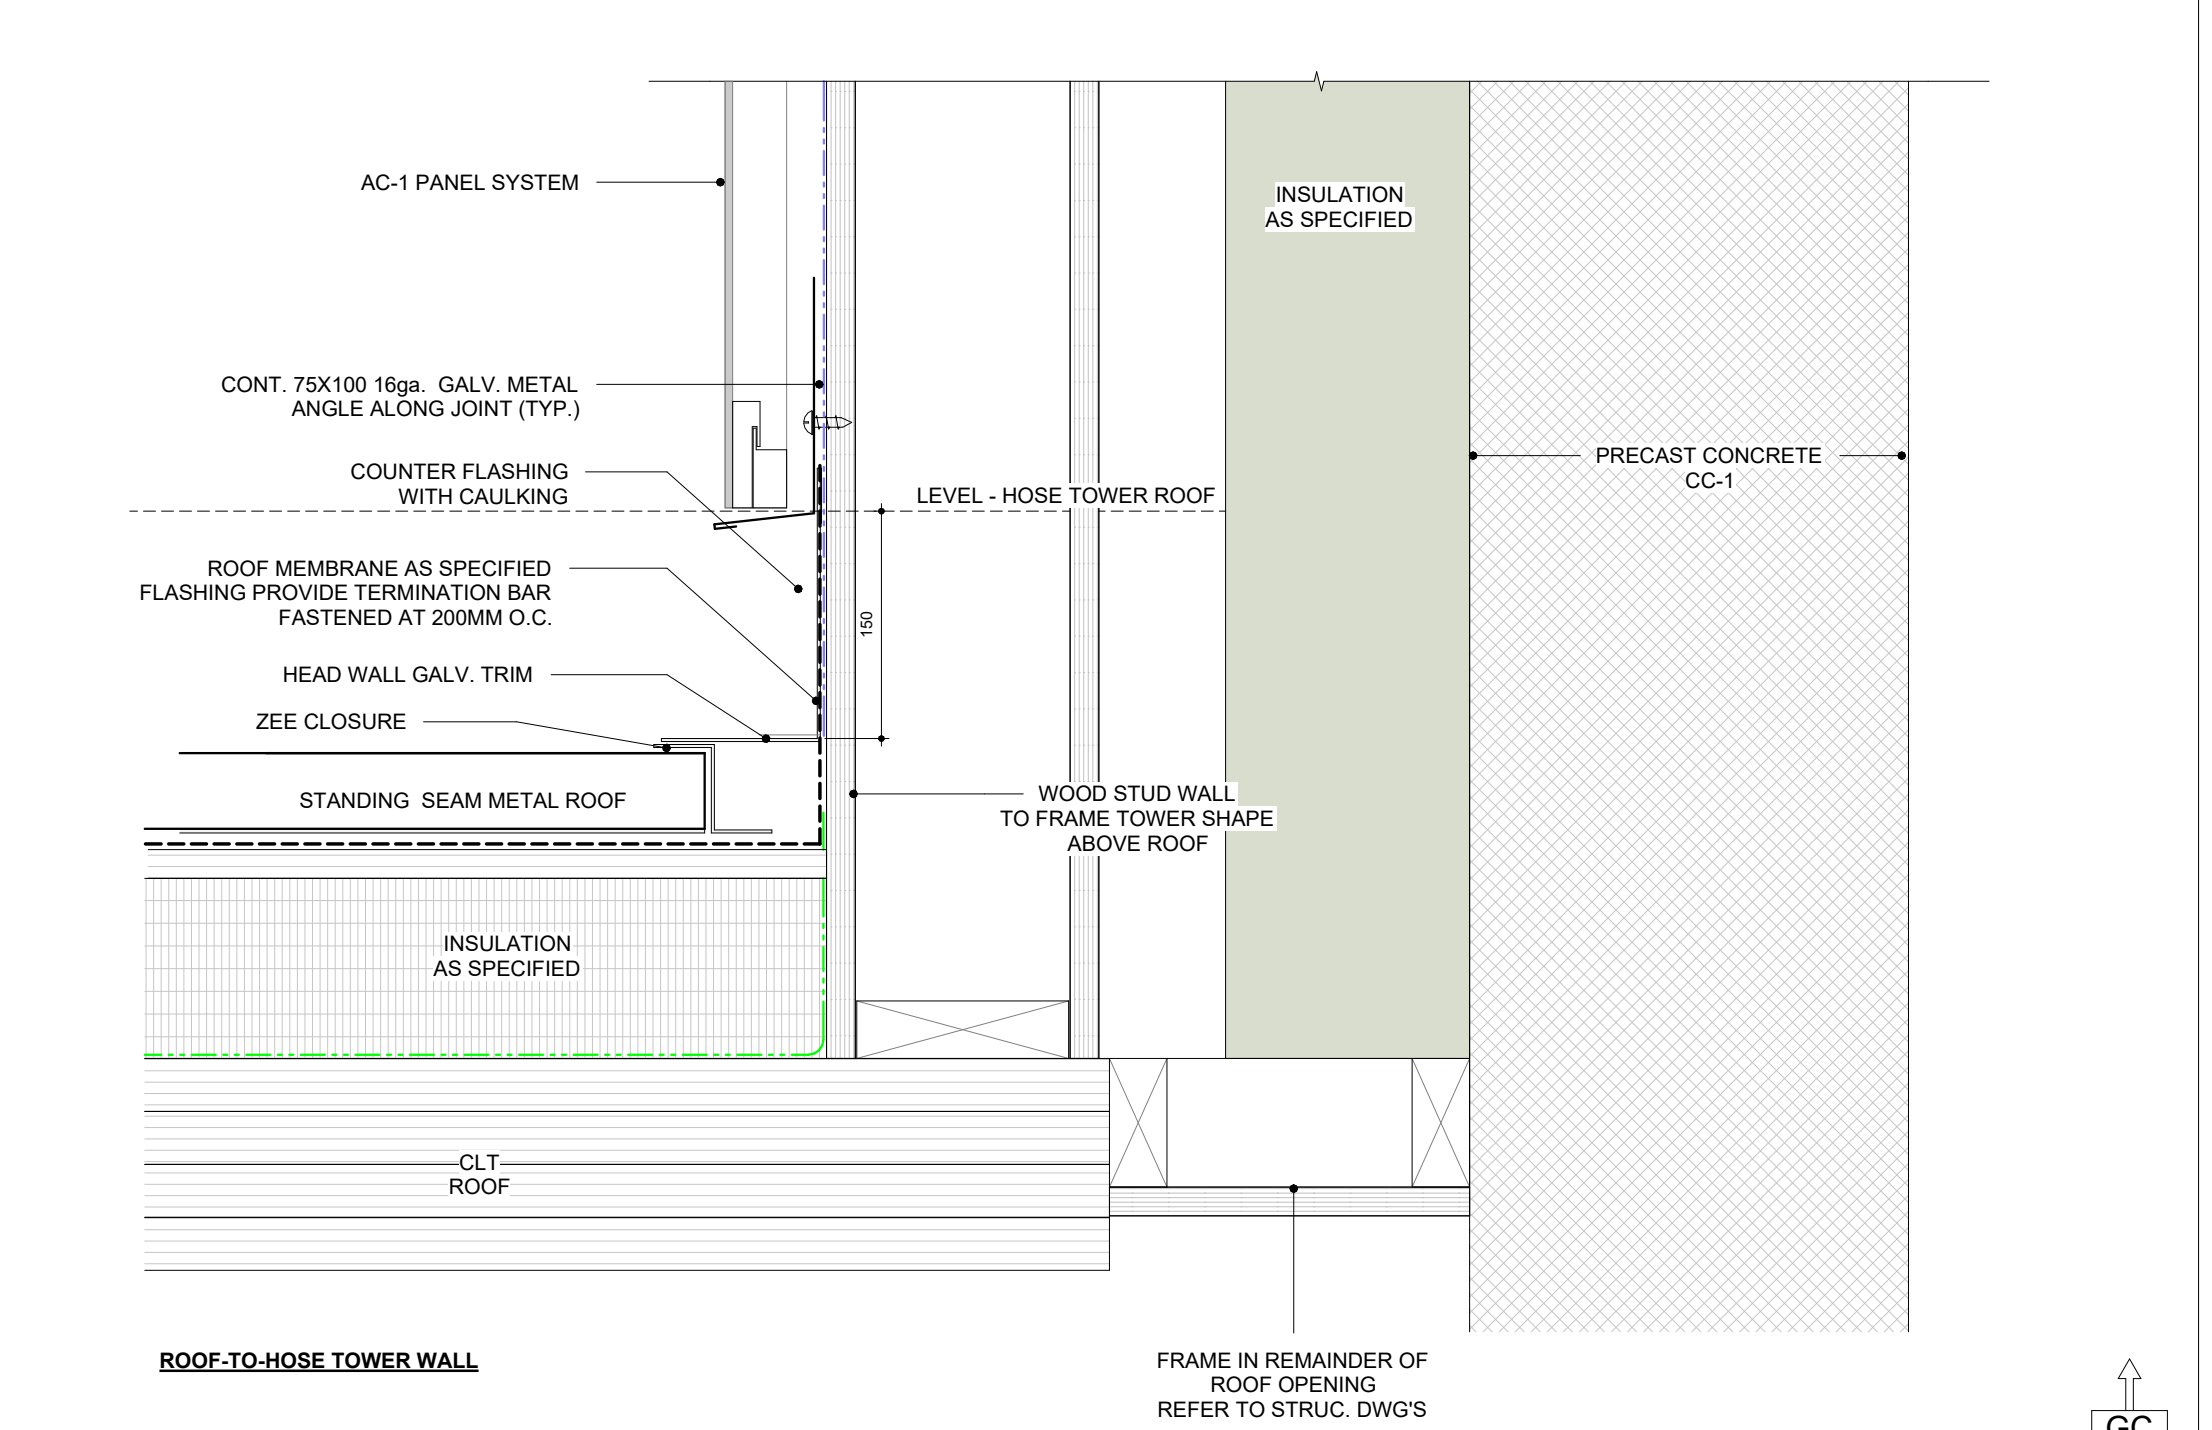 AC-1 PANEL SYSTEM
INSULATION
AS SPECIFIED
CONT. 75X100 16ga.  GALV. METAL
ANGLE ALONG JOINT (TYP.)
COUNTER FLASHING
WITH CAULKING
PRECAST CONCRETE
CC-1
LEVEL - HOSE TOWER ROOF
ROOF MEMBRANE AS SPECIFIED
FLASHING PROVIDE TERMINATION BAR
FASTENED AT 200MM O.C.
150
HEAD WALL GALV. TRIM
ZEE CLOSURE
STANDING  SEAM METAL ROOF
WOOD STUD WALL
TO FRAME TOWER SHAPE
ABOVE ROOF
INSULATION
AS SPECIFIED
CLT
ROOF
ROOF-TO-HOSE TOWER WALL
FRAME IN REMAINDER OF
ROOF OPENING
REFER TO STRUC. DWG'S
GC